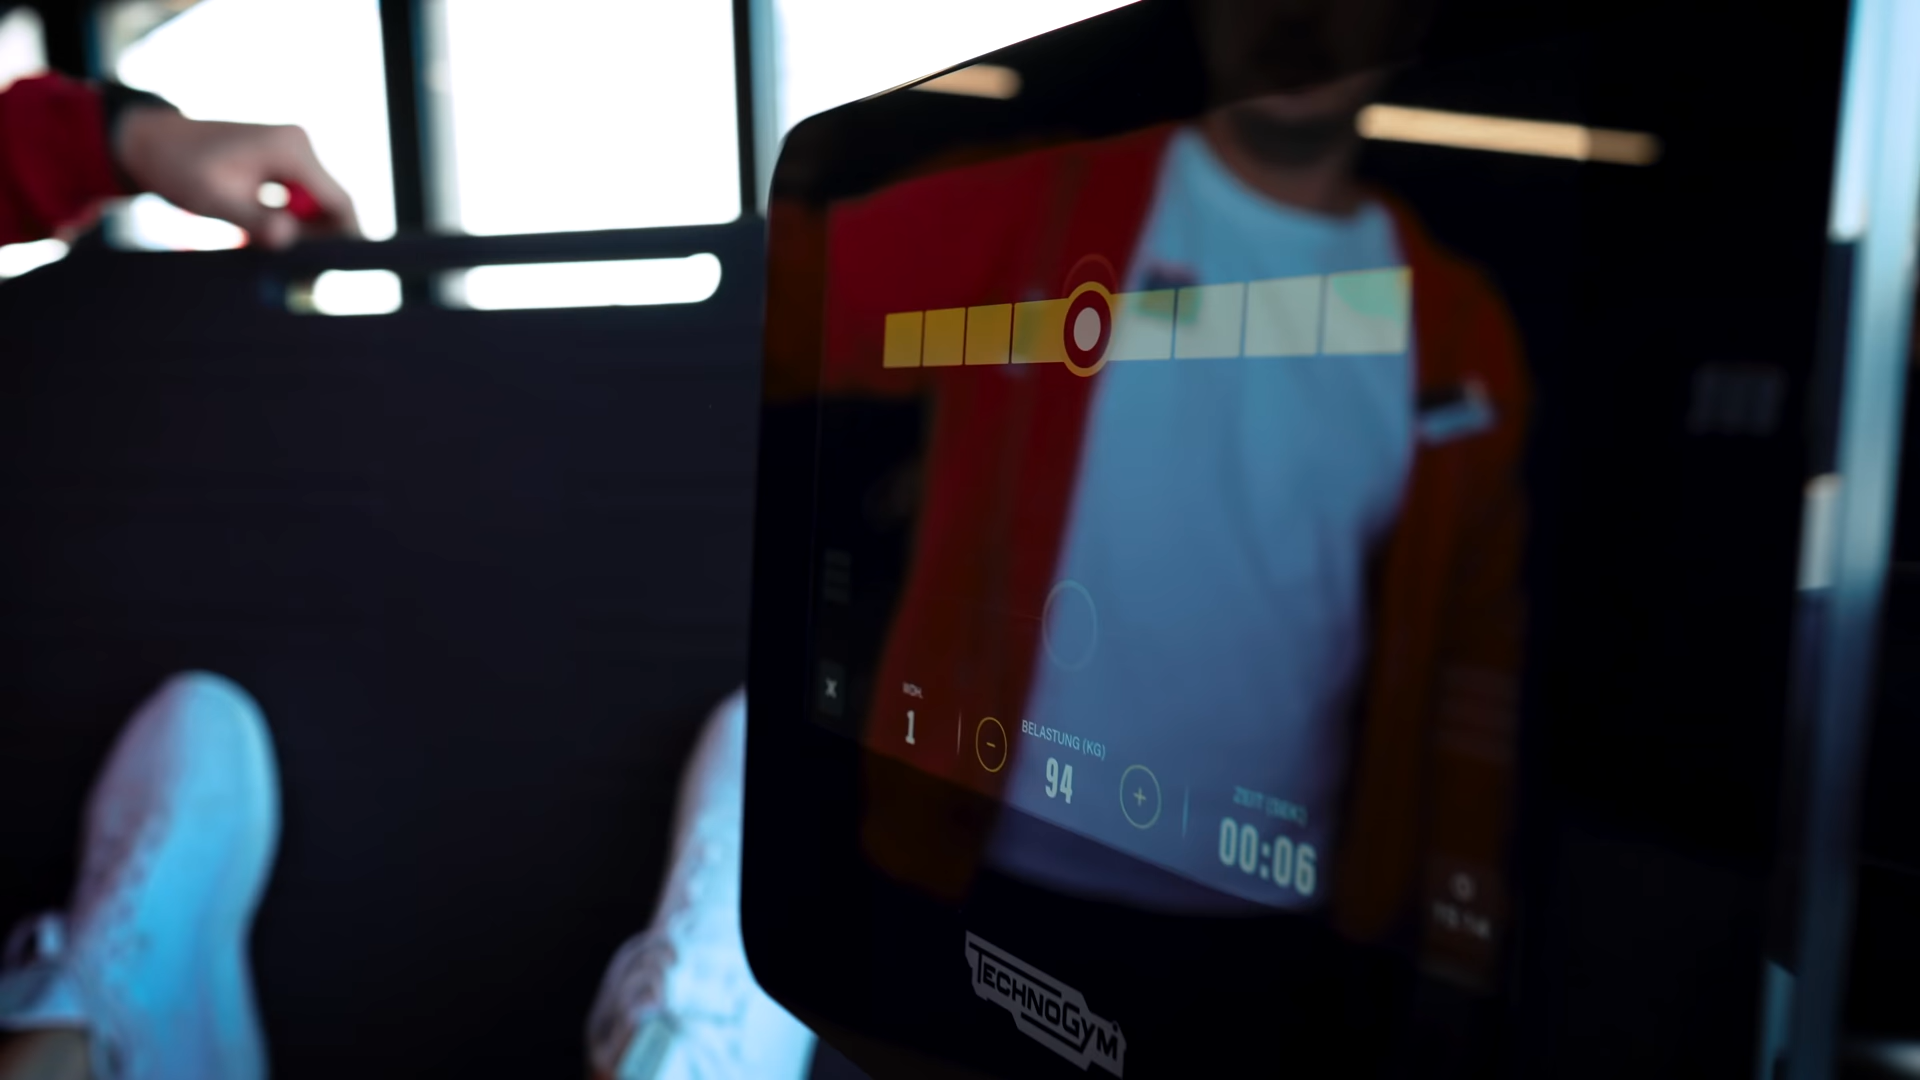 WDH.
1
−
BELASTUNG (KG)
94
+
ZEIT (SEK)
00:06
TECHNOGYM